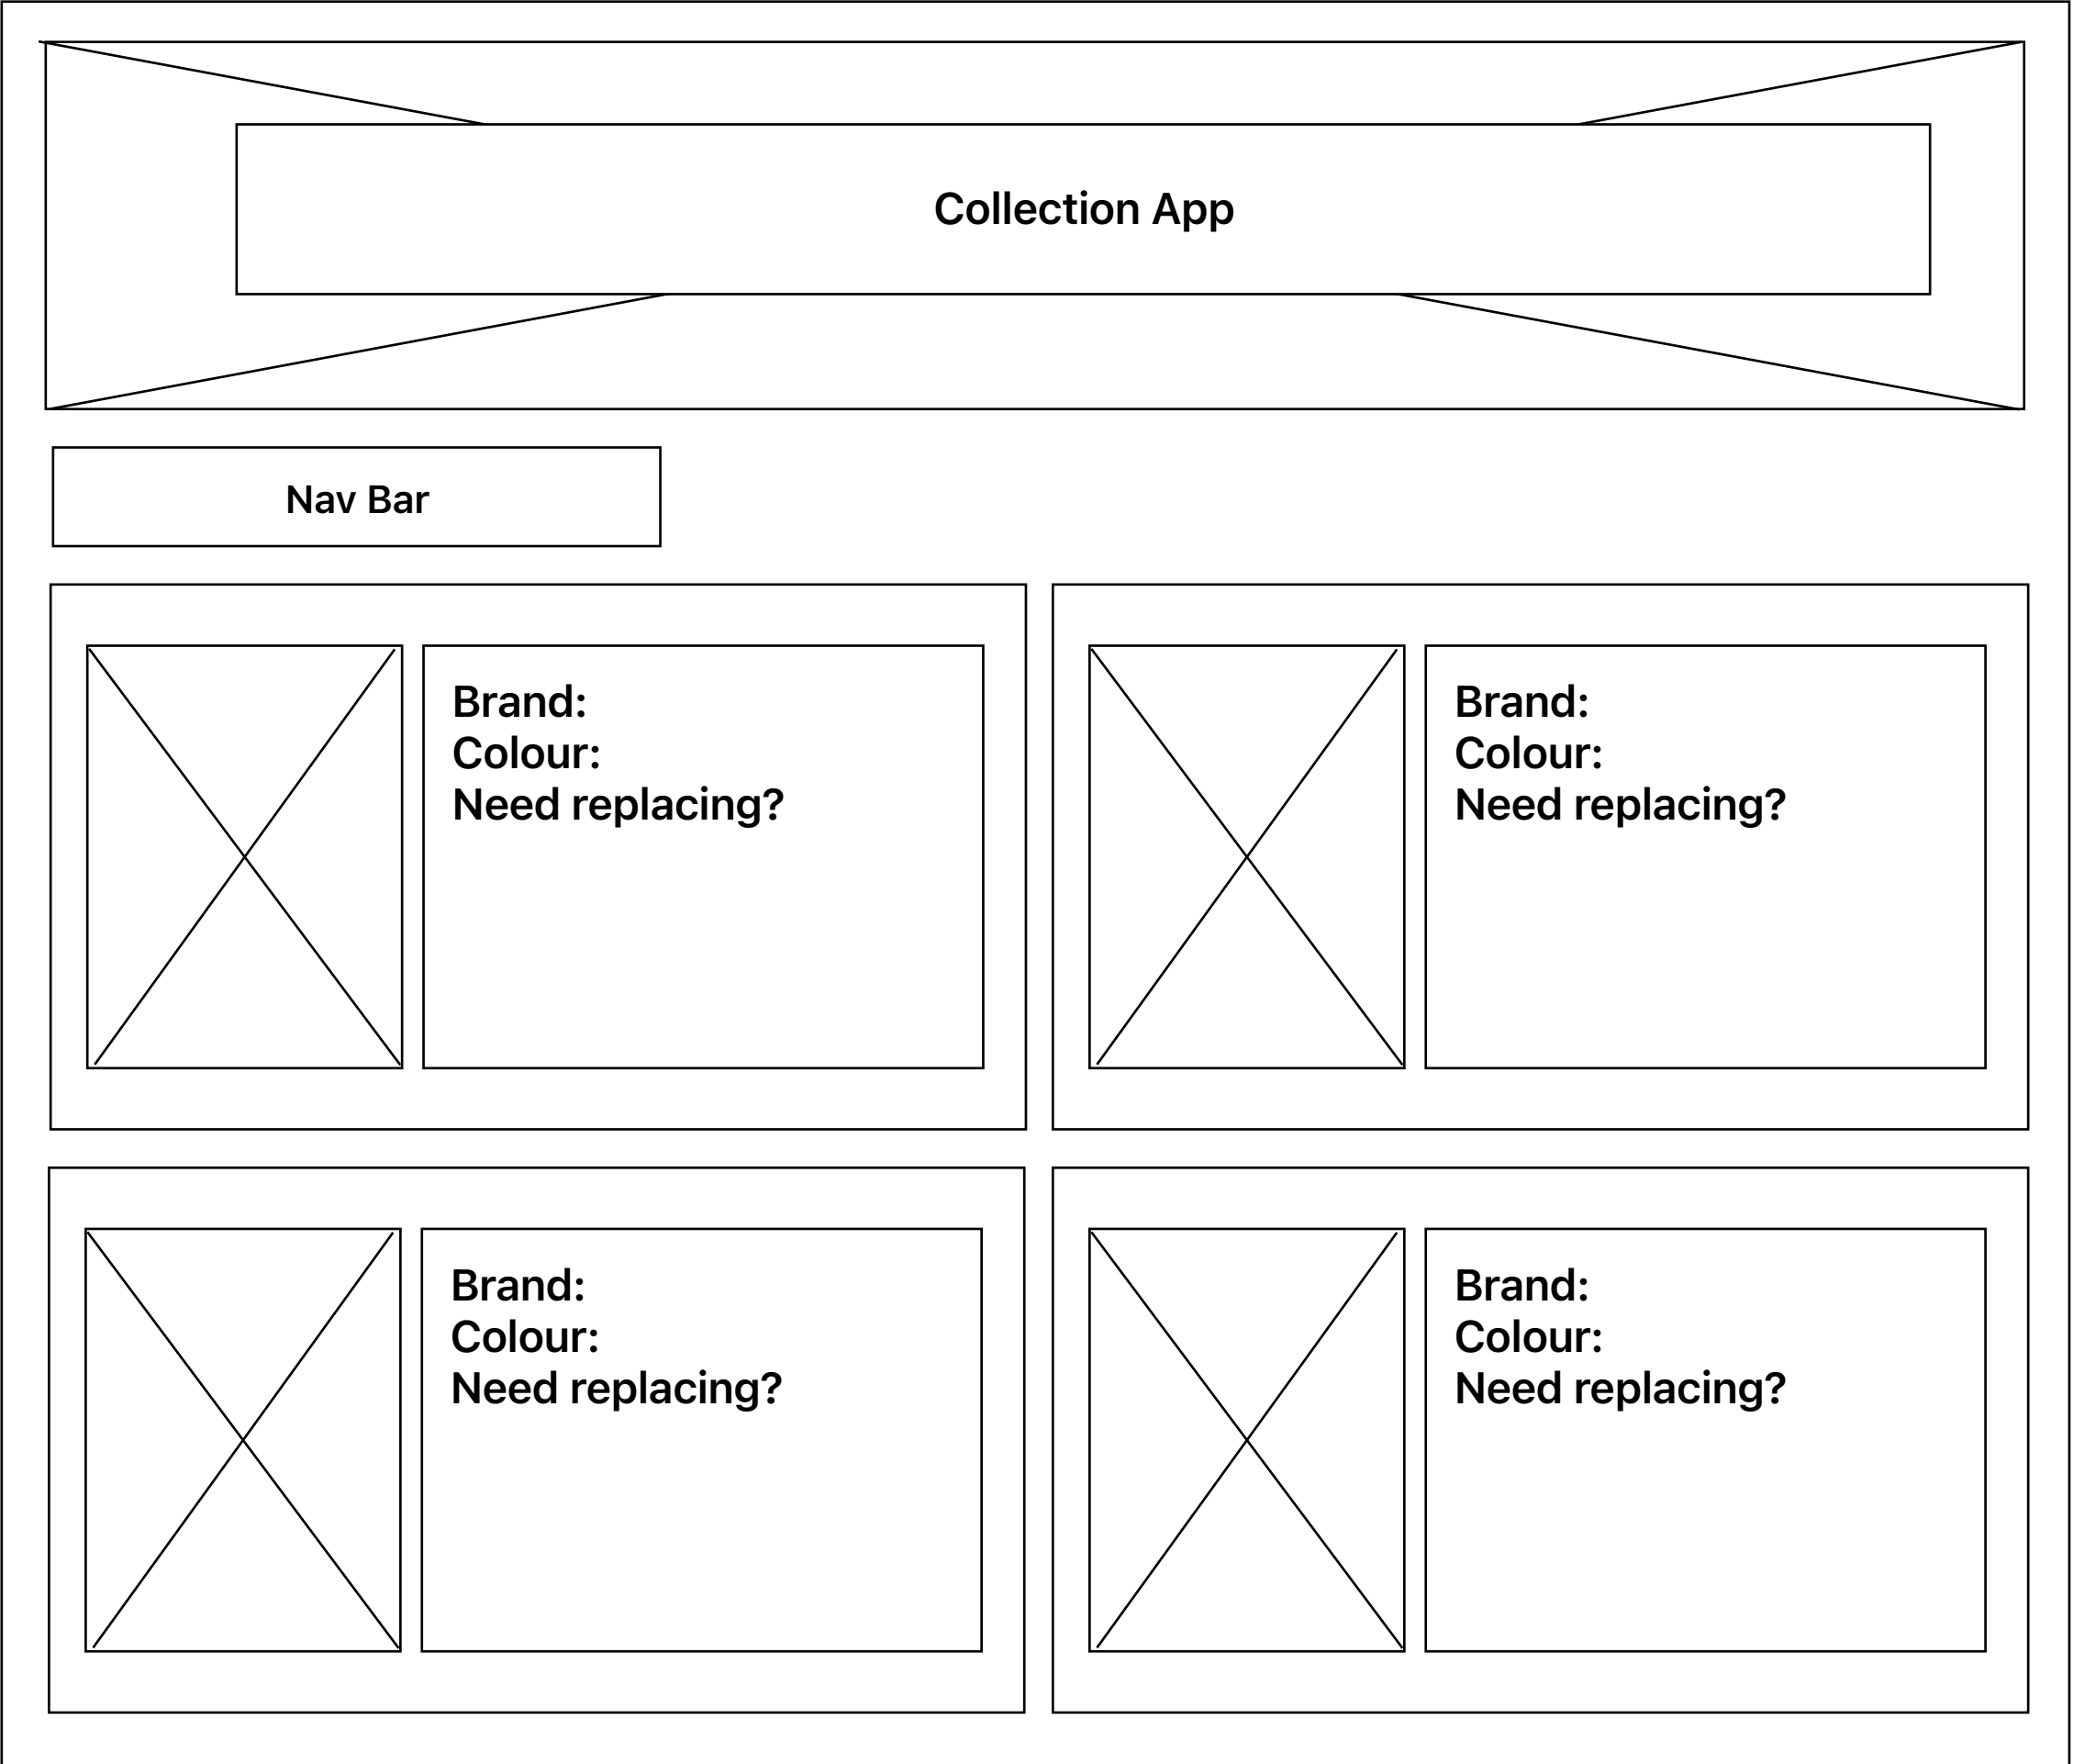 Collection App
Nav Bar
Brand:
Colour:
Need replacing?
Brand:
Colour:
Need replacing?
Brand:
Colour:
Need replacing?
Brand:
Colour:
Need replacing?